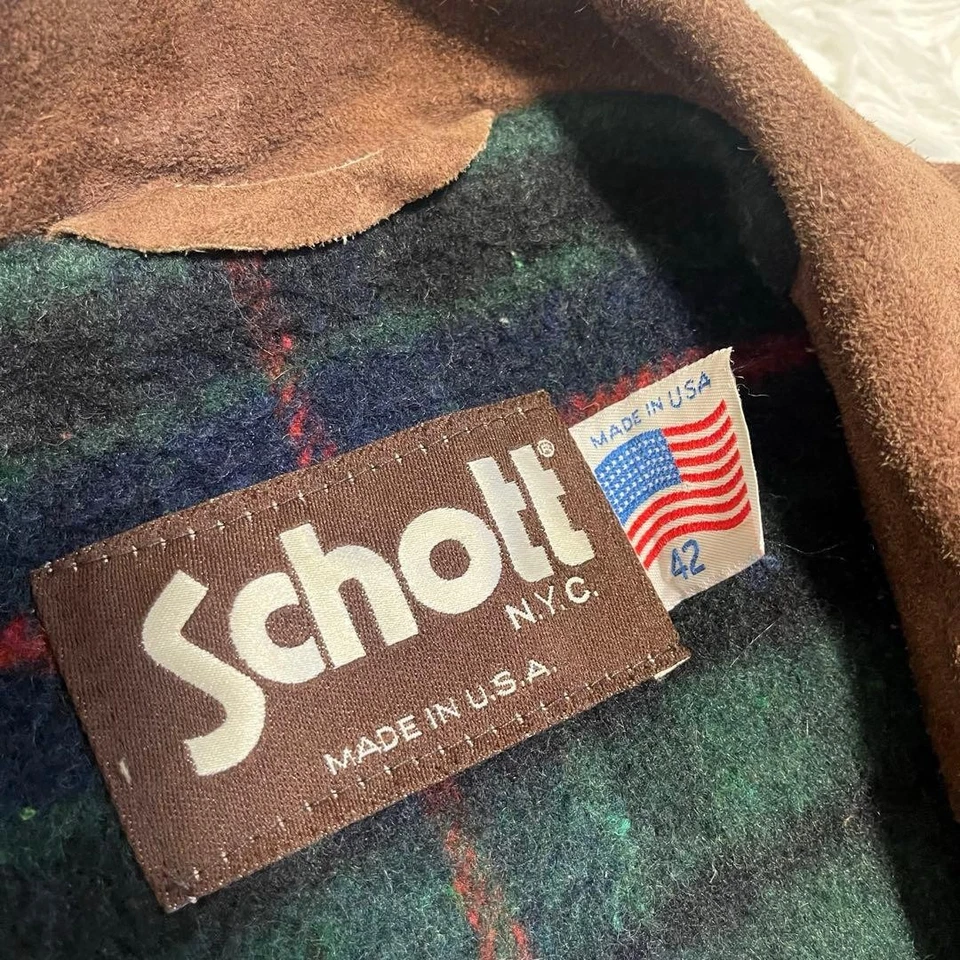 Schott®
N.Y.C.
MADE IN U.S.A.
MADE IN USA
42